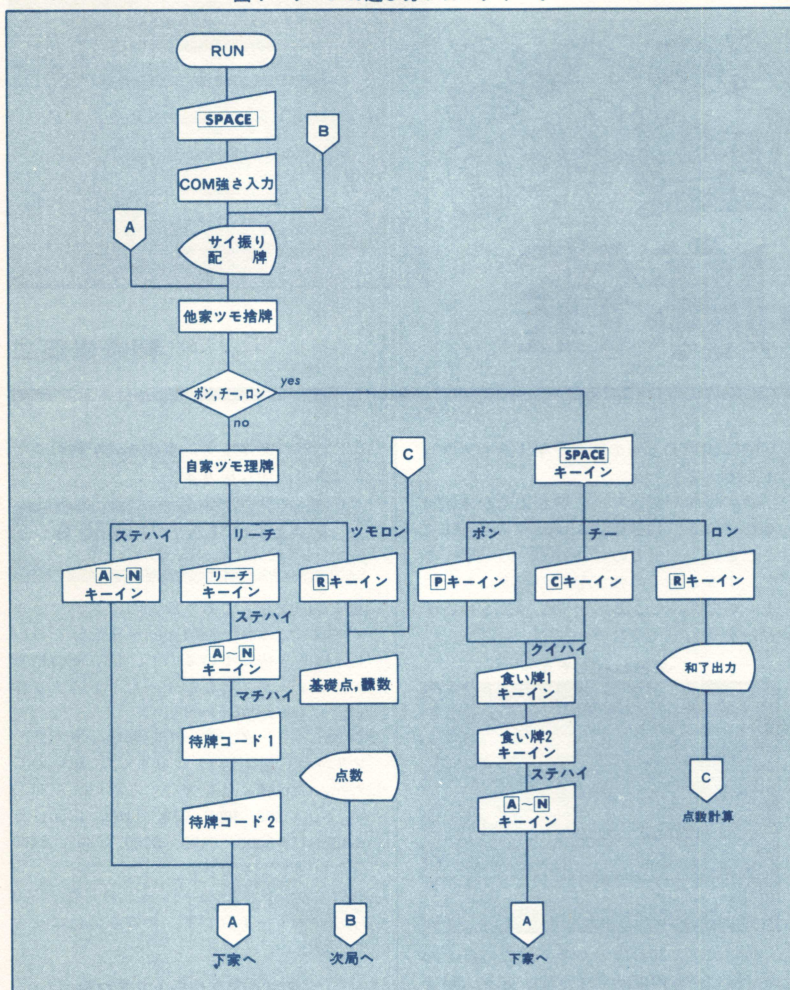 RUN
SPACE
B
COM強さ入力
A
サイ振り
配 牌
他家ツモ捨牌
ポン,チー,ロン
yes
no
C
SPACE
キーイン
自家ツモ理牌
ステハイ
リーチ
ツモロン
ポン
チー
ロン
A~N
キーイン
リーチ
キーイン
Rキーイン
Pキーイン
Cキーイン
Rキーイン
ステハイ
A~N
キーイン
クイハイ
マチハイ
基礎点,飜数
食い牌1
キーイン
和了出力
待牌コード1
点数
食い牌2
キーイン
ステハイ
待牌コード2
A~N
キーイン
C
点数計算
A
下家へ
B
次局へ
A
下家へ